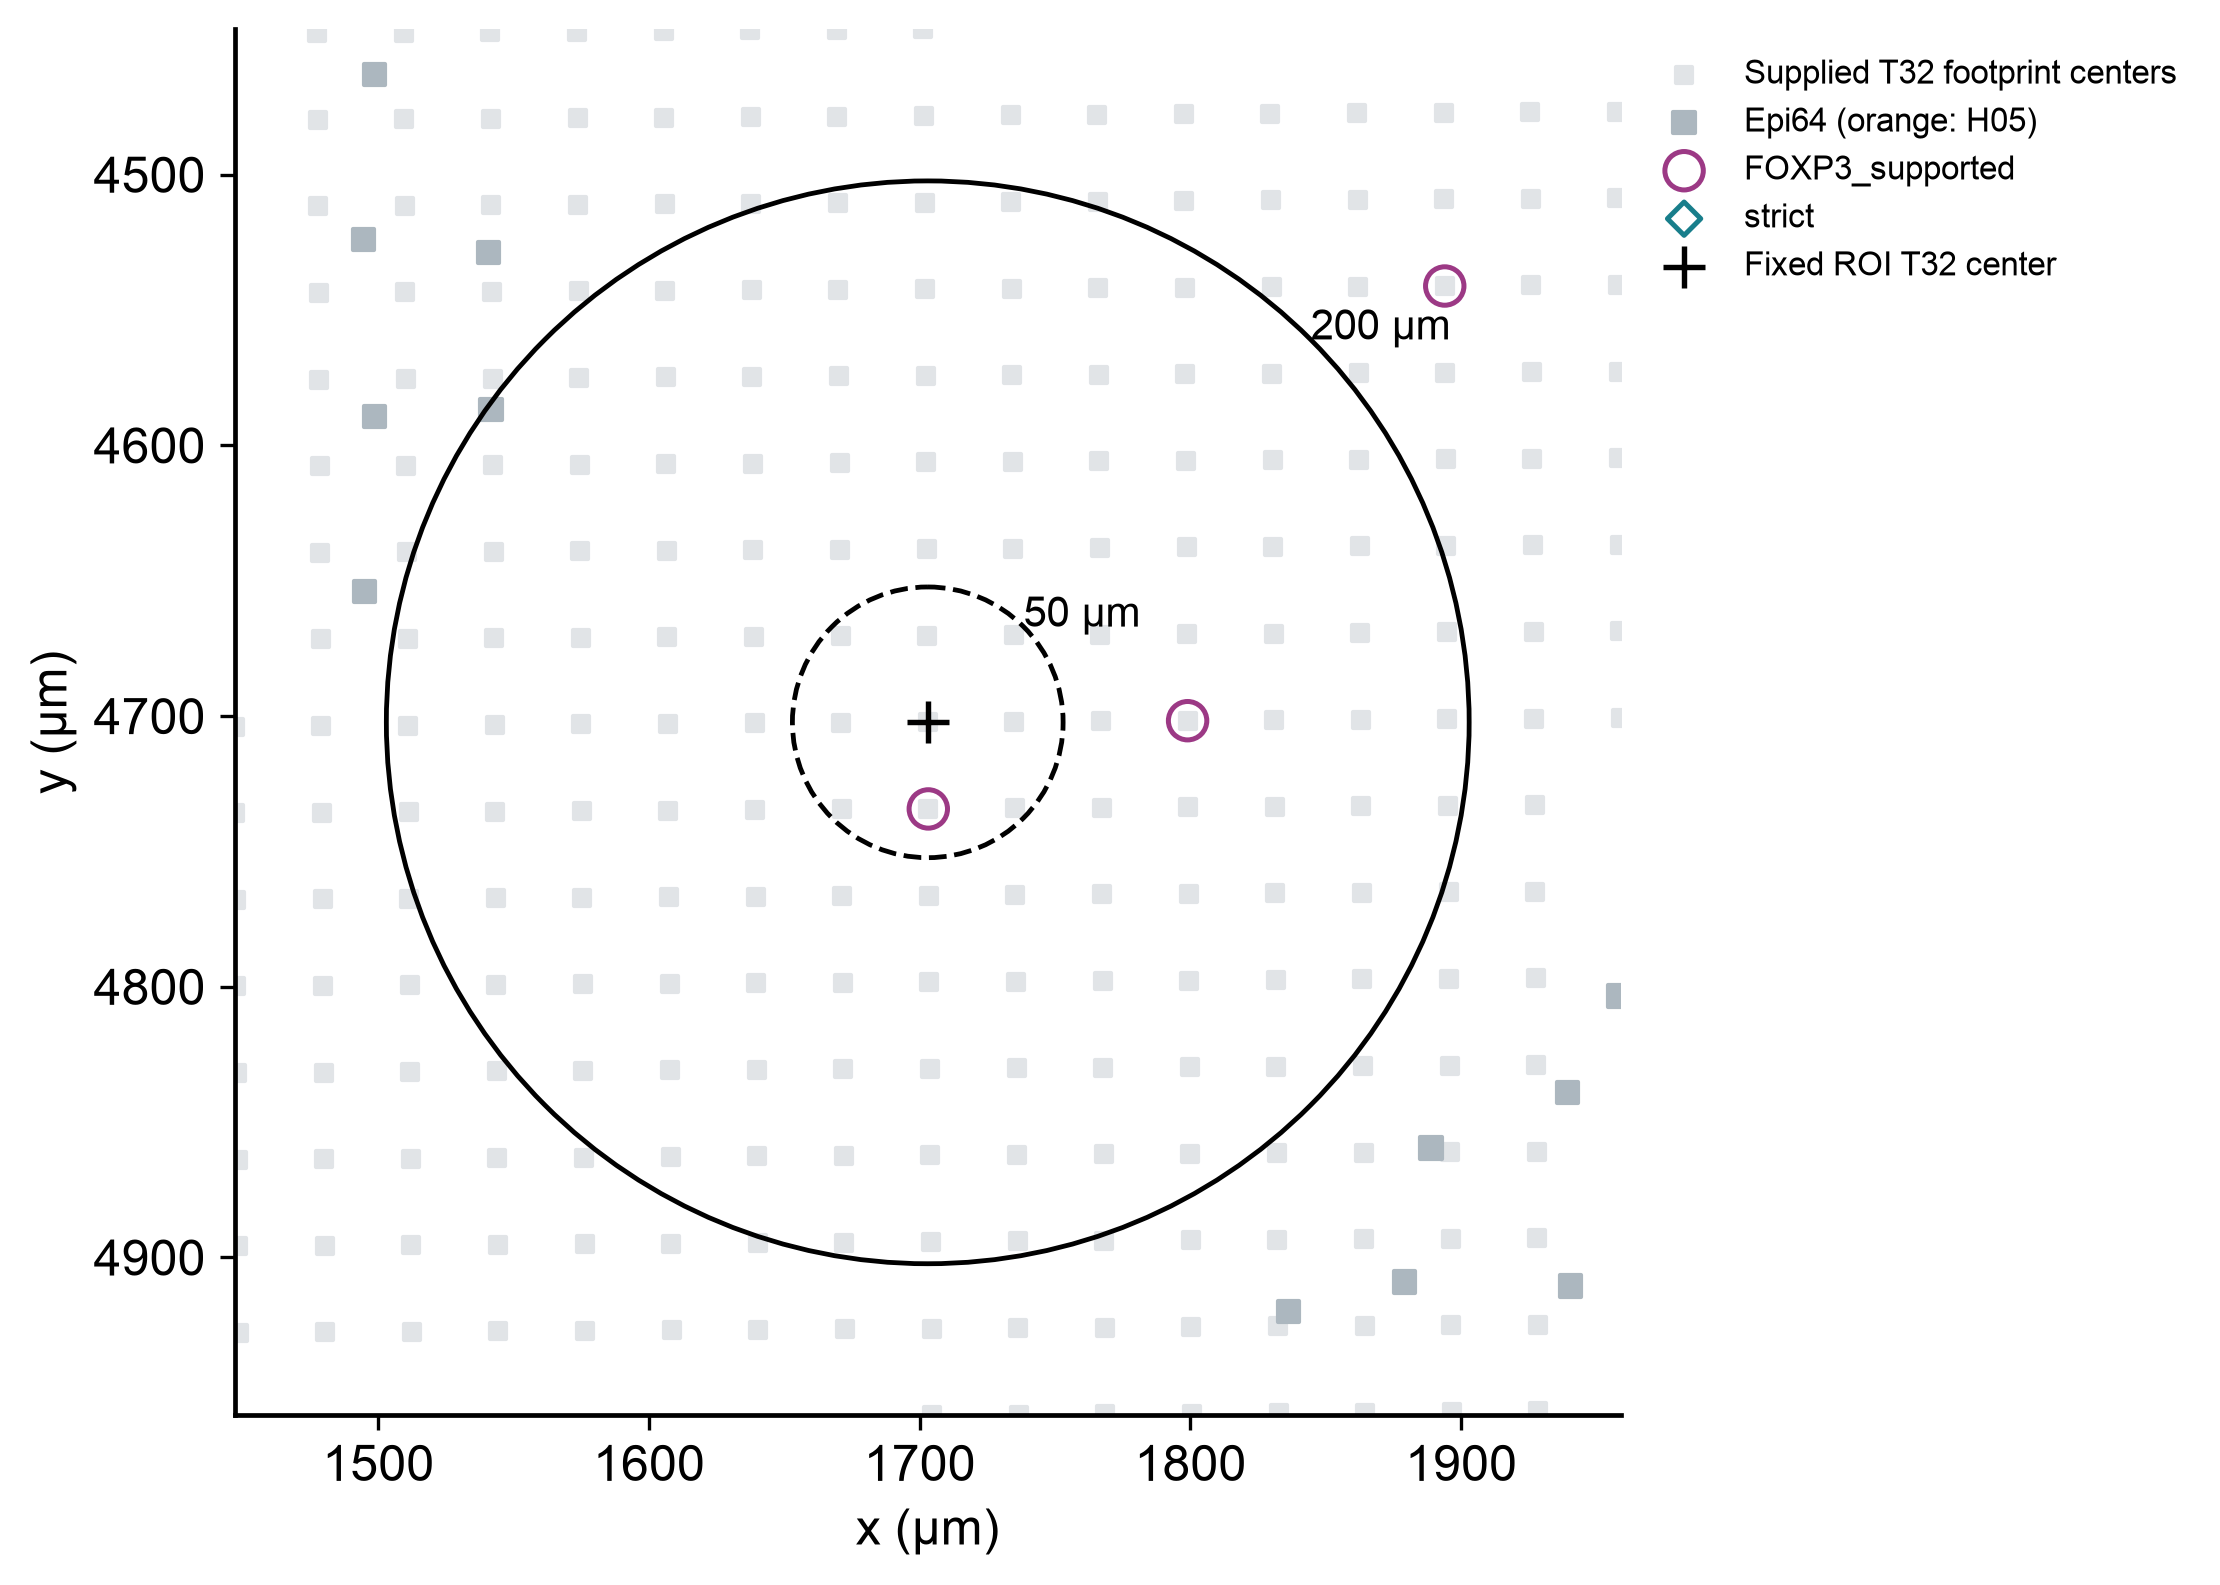 Supplied T32 footprint centers
Epi64 (orange: H05)
FOXP3_supported
strict
Fixed ROI T32 center
200 µm
50 µm
4500
4600
4700
4800
4900
y (µm)
1500 1600 1700 1800 1900
x (µm)